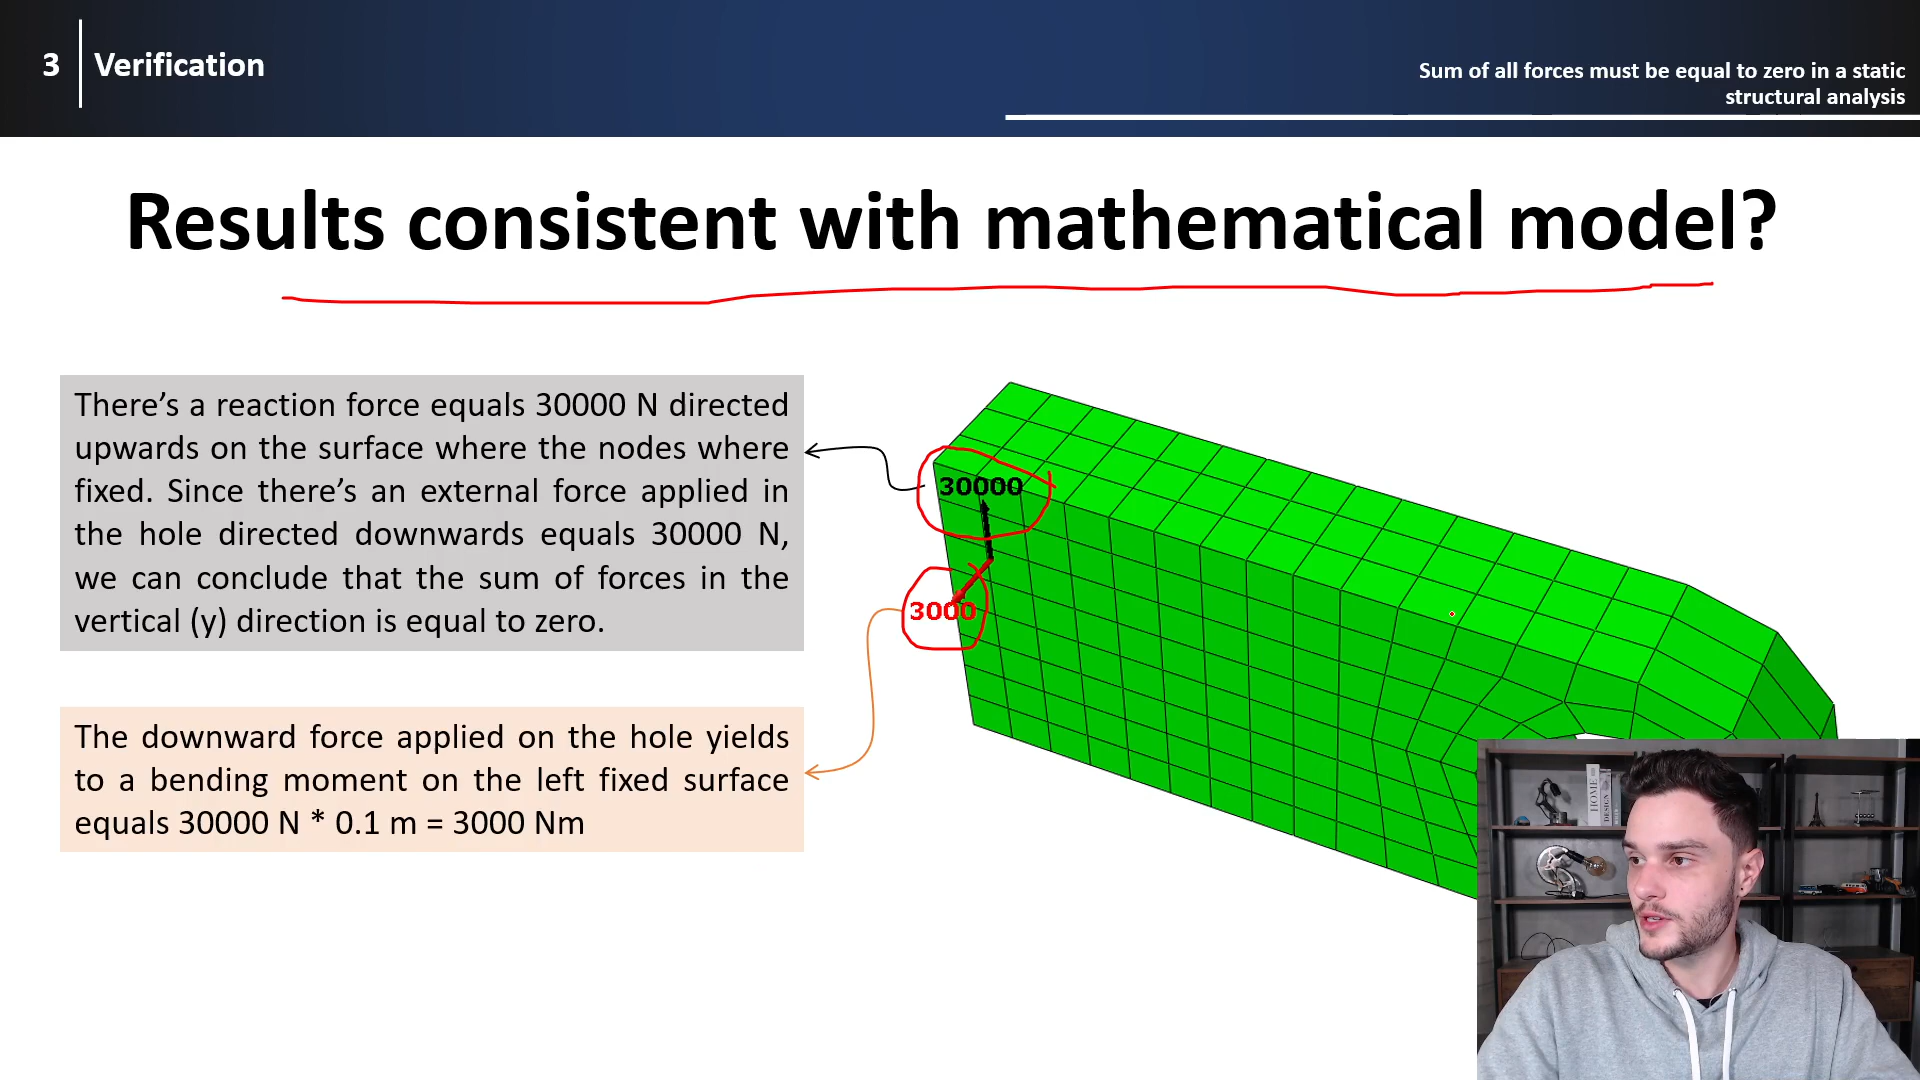 3
Verification
Sum of all forces must be equal to zero in a static
structural analysis
Results consistent with mathematical model?
There’s a reaction force equals 30000 N directed
upwards on the surface where the nodes where
fixed. Since there’s an external force applied in
the hole directed downwards equals 30000 N,
we can conclude that the sum of forces in the
vertical (y) direction is equal to zero.
30000
3000
The downward force applied on the hole yields
to a bending moment on the left fixed surface
equals 30000 N * 0.1 m = 3000 Nm
HOME
DESIGN